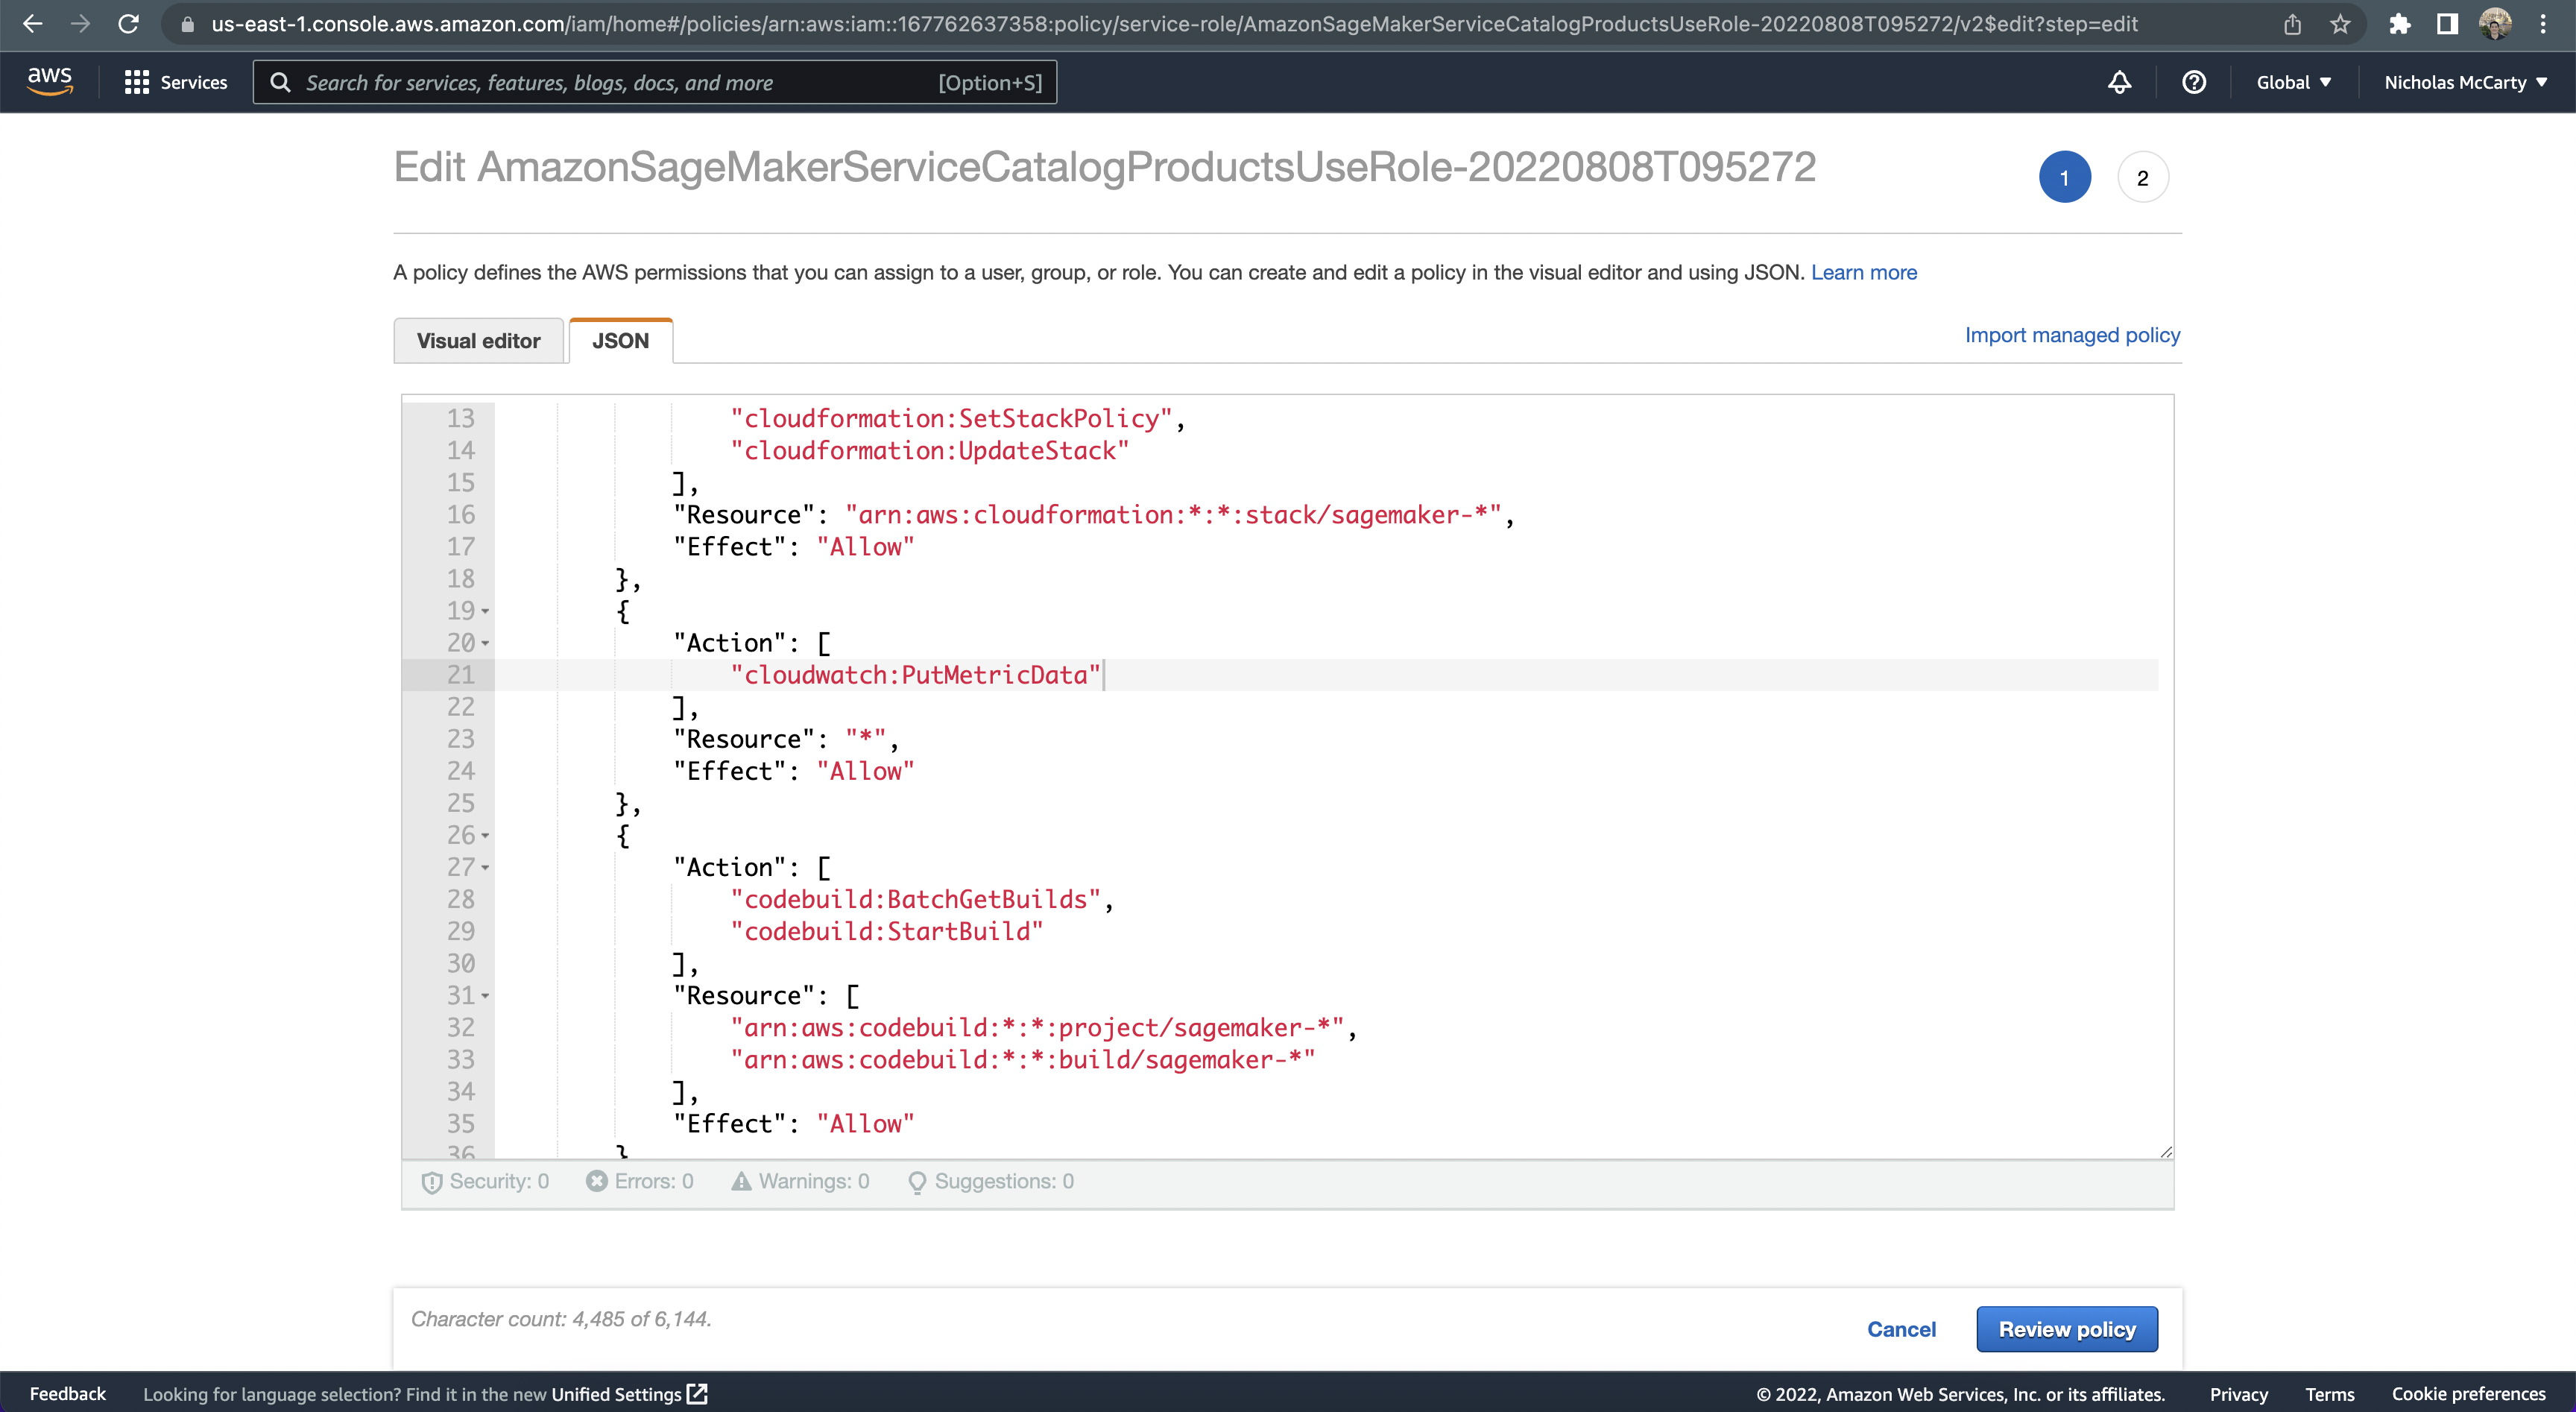 us-east-1.console.aws.amazon.com/iam/home#/policies/arn:aws:iam::167762637358:policy/service-role/AmazonSageMakerServiceCatalogProductsUseRole-20220808T095272/v2$edit?step=edit
aws
Services
Search for services, features, blogs, docs, and more [Option+S]
Global ▼
Nicholas McCarty ▼
Edit AmazonSageMakerServiceCatalogProductsUseRole-20220808T095272
1 2
A policy defines the AWS permissions that you can assign to a user, group, or role. You can create and edit a policy in the visual editor and using JSON. Learn more
Visual editor JSON
Import managed policy
13 "cloudformation:SetStackPolicy",
14 "cloudformation:UpdateStack"
15 ],
16 "Resource": "arn:aws:cloudformation:*:*:stack/sagemaker-*",
17 "Effect": "Allow"
18 },
19 {
20 "Action": [
21 "cloudwatch:PutMetricData"
22 ],
23 "Resource": "*",
24 "Effect": "Allow"
25 },
26 {
27 "Action": [
28 "codebuild:BatchGetBuilds",
29 "codebuild:StartBuild"
30 ],
31 "Resource": [
32 "arn:aws:codebuild:*:*:project/sagemaker-*",
33 "arn:aws:codebuild:*:*:build/sagemaker-*"
34 ],
35 "Effect": "Allow"
36 }
Security: 0 Errors: 0 Warnings: 0 Suggestions: 0
Character count: 4,485 of 6,144.
Cancel Review policy
Feedback Looking for language selection? Find it in the new Unified Settings
© 2022, Amazon Web Services, Inc. or its affiliates. Privacy Terms Cookie preferences